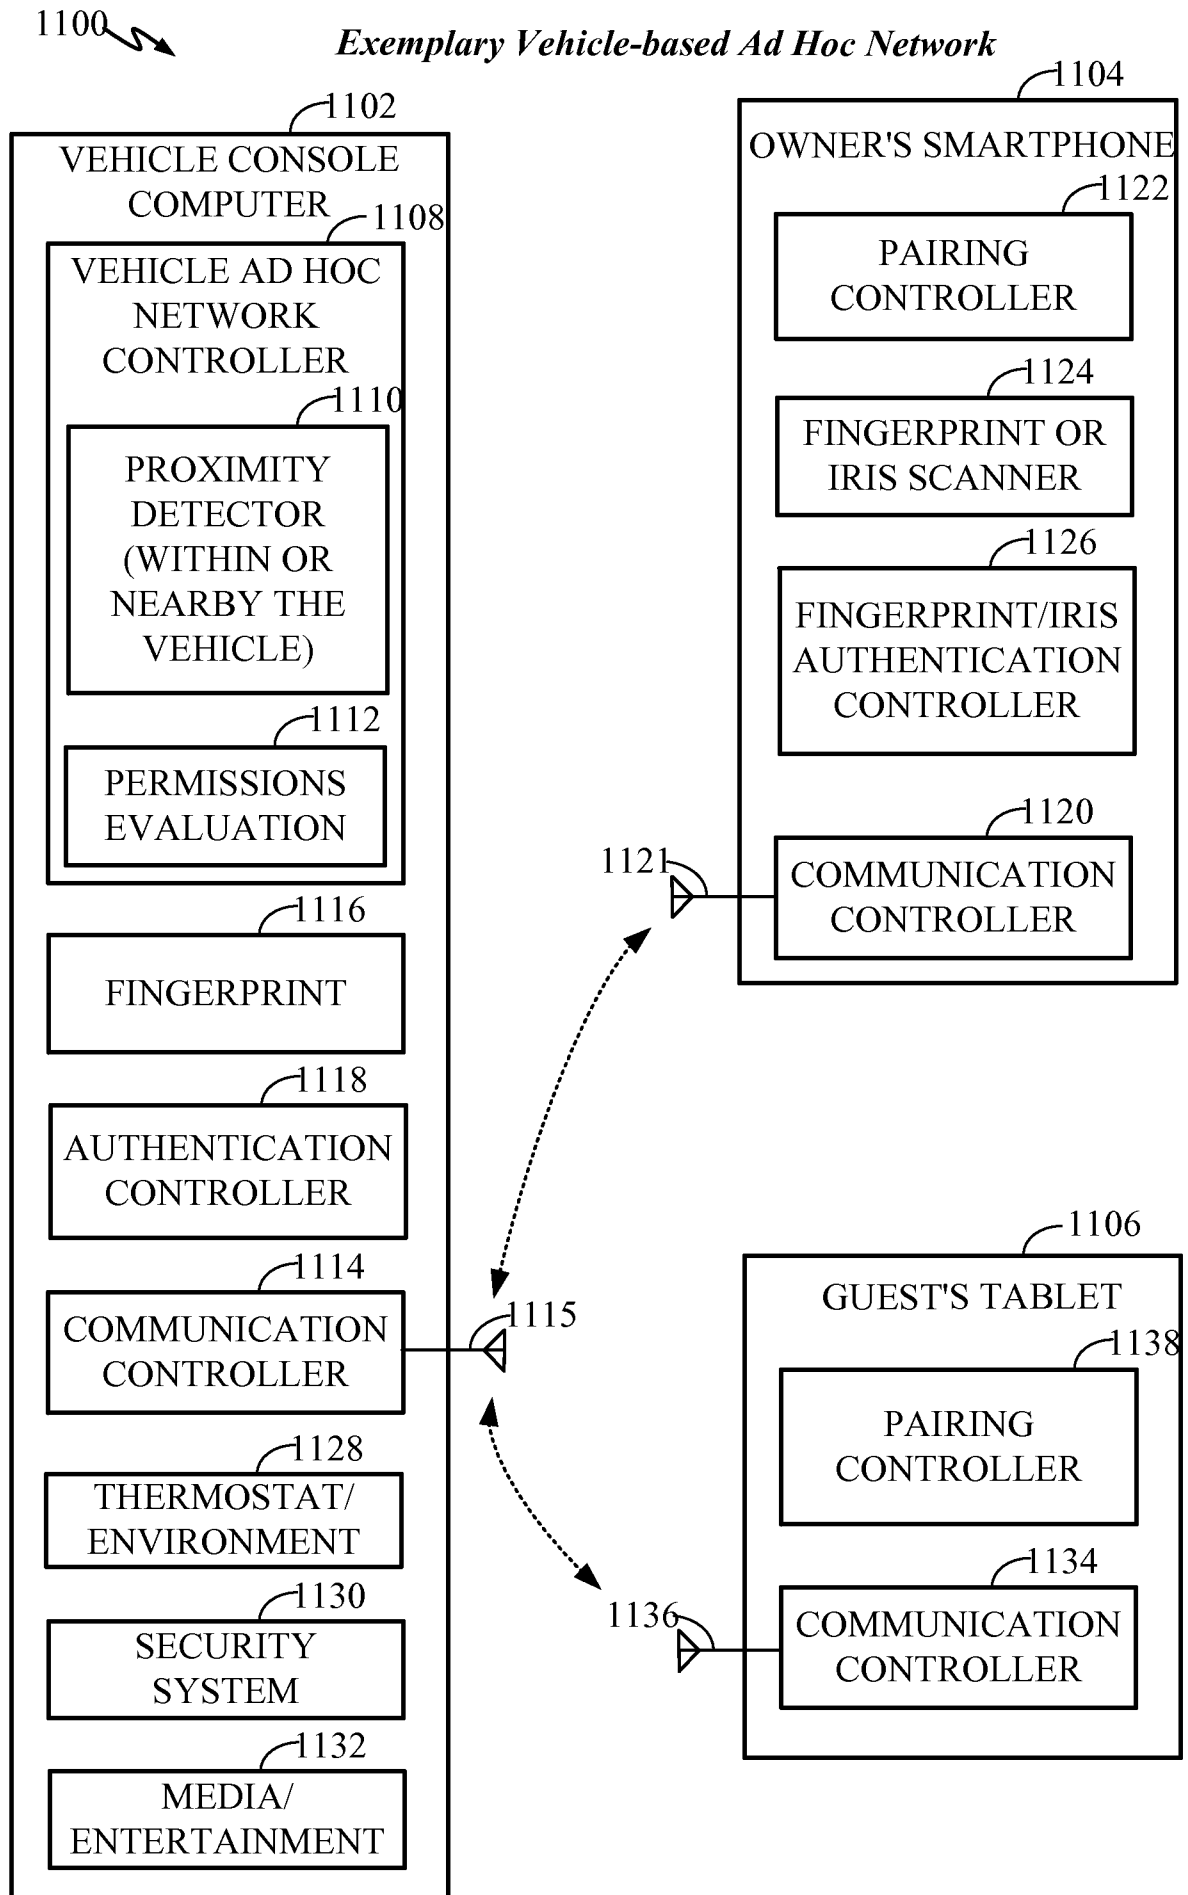 1100
Exemplary Vehicle-based Ad Hoc Network
1102
VEHICLE CONSOLE
COMPUTER
1108
VEHICLE AD HOC
NETWORK
CONTROLLER
1110
PROXIMITY
DETECTOR
(WITHIN OR
NEARBY THE
VEHICLE)
1112
PERMISSIONS
EVALUATION
1116
FINGERPRINT
1118
AUTHENTICATION
CONTROLLER
1114
COMMUNICATION
CONTROLLER
1115
1128
THERMOSTAT/
ENVIRONMENT
1130
SECURITY
SYSTEM
1132
MEDIA/
ENTERTAINMENT
1104
OWNER'S SMARTPHONE
1122
PAIRING
CONTROLLER
1124
FINGERPRINT OR
IRIS SCANNER
1126
FINGERPRINT/IRIS
AUTHENTICATION
CONTROLLER
1120
COMMUNICATION
CONTROLLER
1121
1106
GUEST'S TABLET
1138
PAIRING
CONTROLLER
1134
COMMUNICATION
CONTROLLER
1136